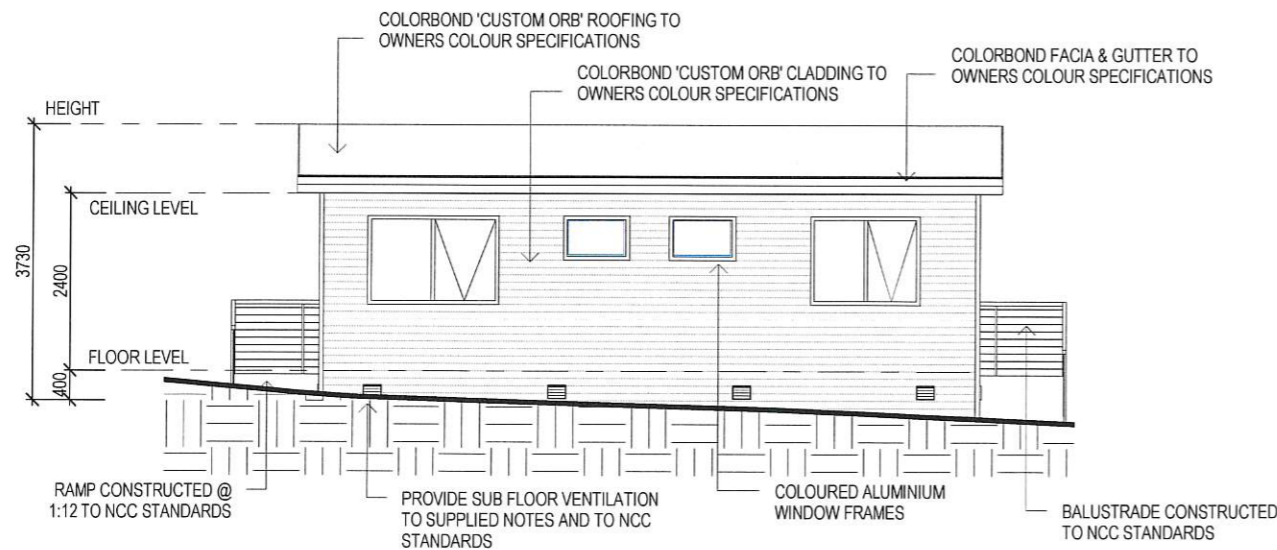 COLORBOND 'CUSTOM ORB' ROOFING TO
OWNERS COLOUR SPECIFICATIONS
COLORBOND 'CUSTOM ORB' CLADDING TO
OWNERS COLOUR SPECIFICATIONS
COLORBOND FACIA & GUTTER TO
OWNERS COLOUR SPECIFICATIONS
HEIGHT
CEILING LEVEL
3730
2400
FLOOR LEVEL
400
RAMP CONSTRUCTED @
1:12 TO NCC STANDARDS
PROVIDE SUB FLOOR VENTILATION
TO SUPPLIED NOTES AND TO NCC
STANDARDS
COLOURED ALUMINIUM
WINDOW FRAMES
BALUSTRADE CONSTRUCTED
TO NCC STANDARDS